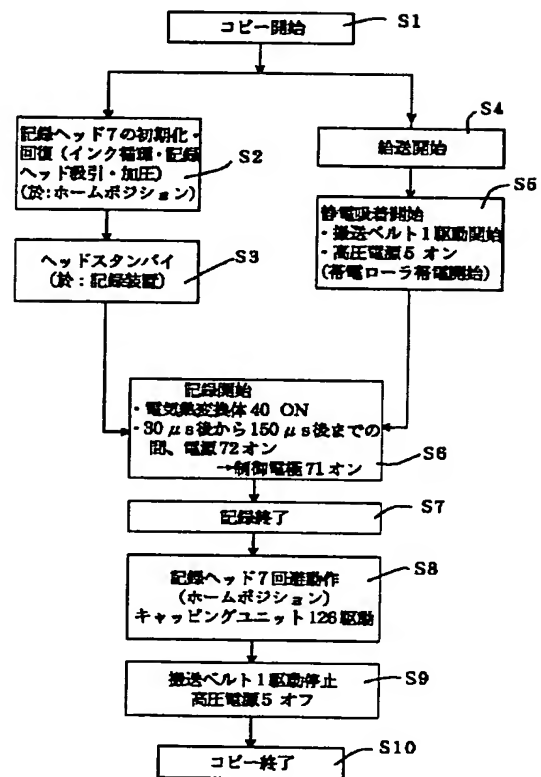 コピー開始
S1
記録ヘッド7の初期化・
回復（インク循環・記録
ヘッド吸引・加圧）
（於：ホームポジション）
S2
ヘッドスタンバイ
（於：記録装置）
S3
給送開始
S4
静電吸着開始
・搬送ベルト1駆動開始
・高圧電源5 オン
（帯電ローラ帯電開始）
S5
記録開始
・電気熱変換体40 ON
・30μs後から150μs後までの
間、電源72オン
→制御電極71オン
S6
記録終了
S7
記録ヘッド7回避動作
（ホームポジション）
キャッピングユニット126駆動
S8
搬送ベルト1駆動停止
高圧電源5 オフ
S9
コピー終了
S10